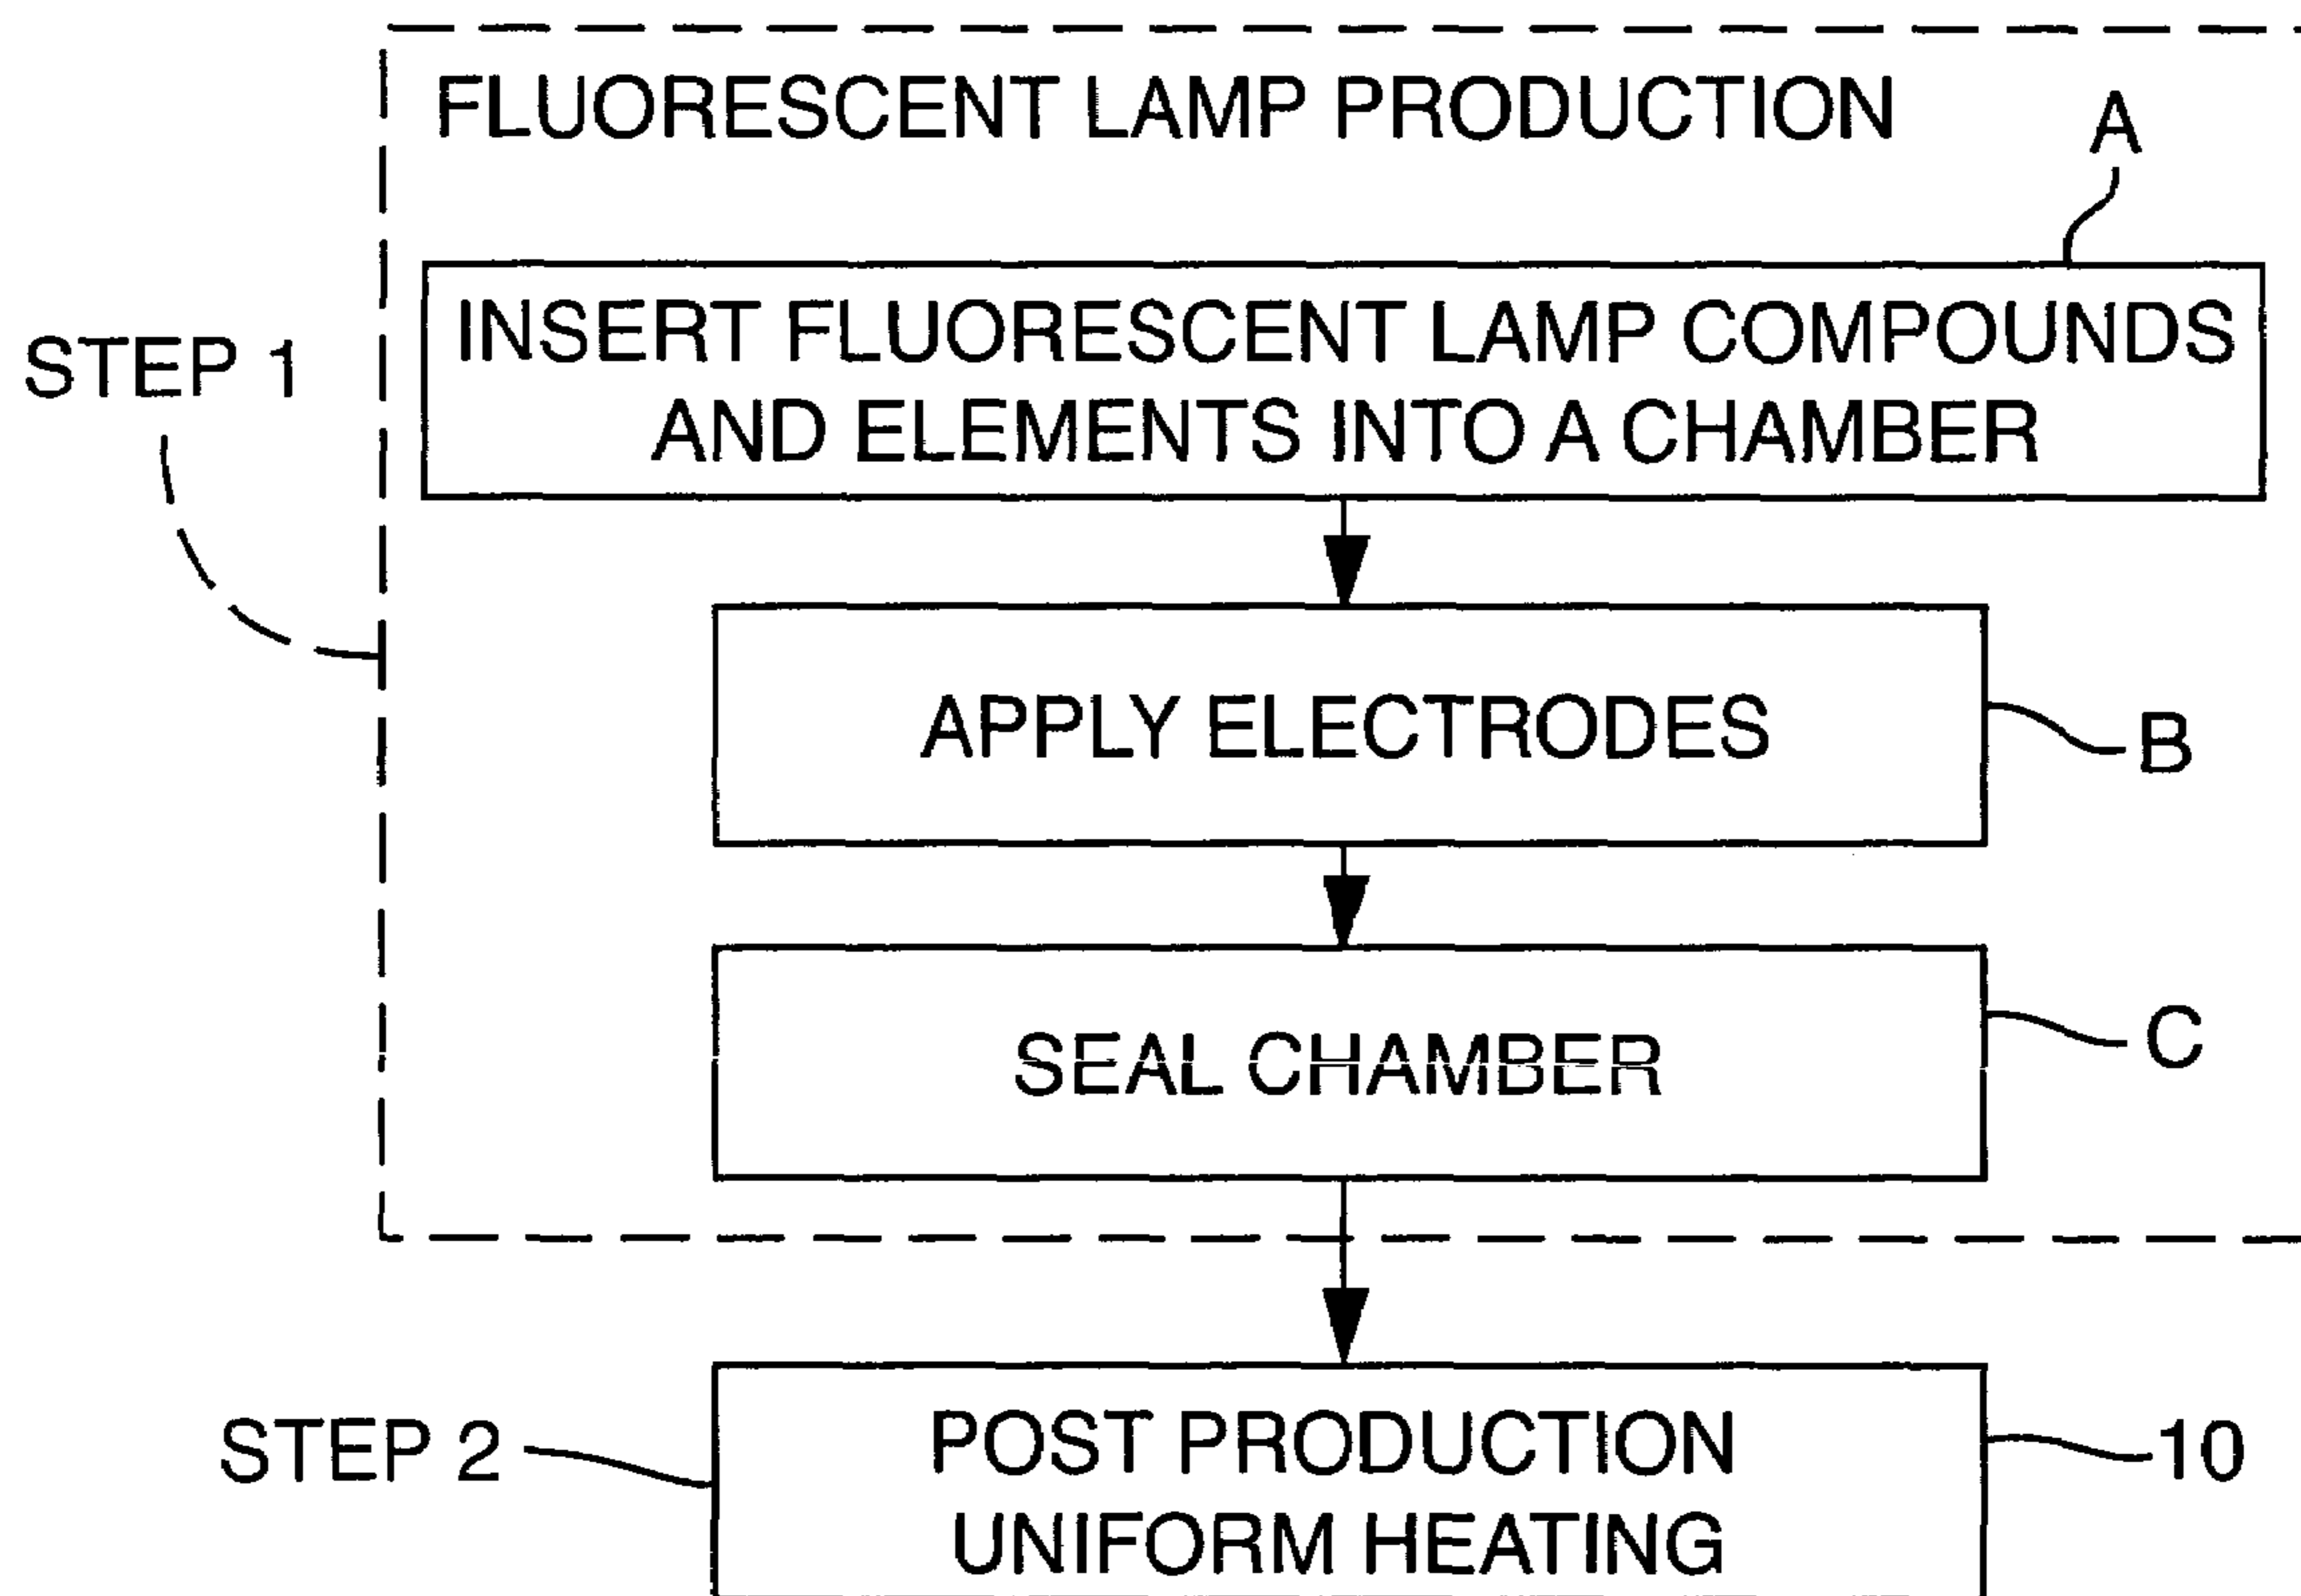 FLUORESCENT LAMP PRODUCTION
A
INSERT FLUORESCENT LAMP COMPOUNDS
AND ELEMENTS INTO A CHAMBER
STEP 1
APPLY ELECTRODES
B
SEAL CHAMBER
C
STEP 2
POST PRODUCTION
UNIFORM HEATING
10